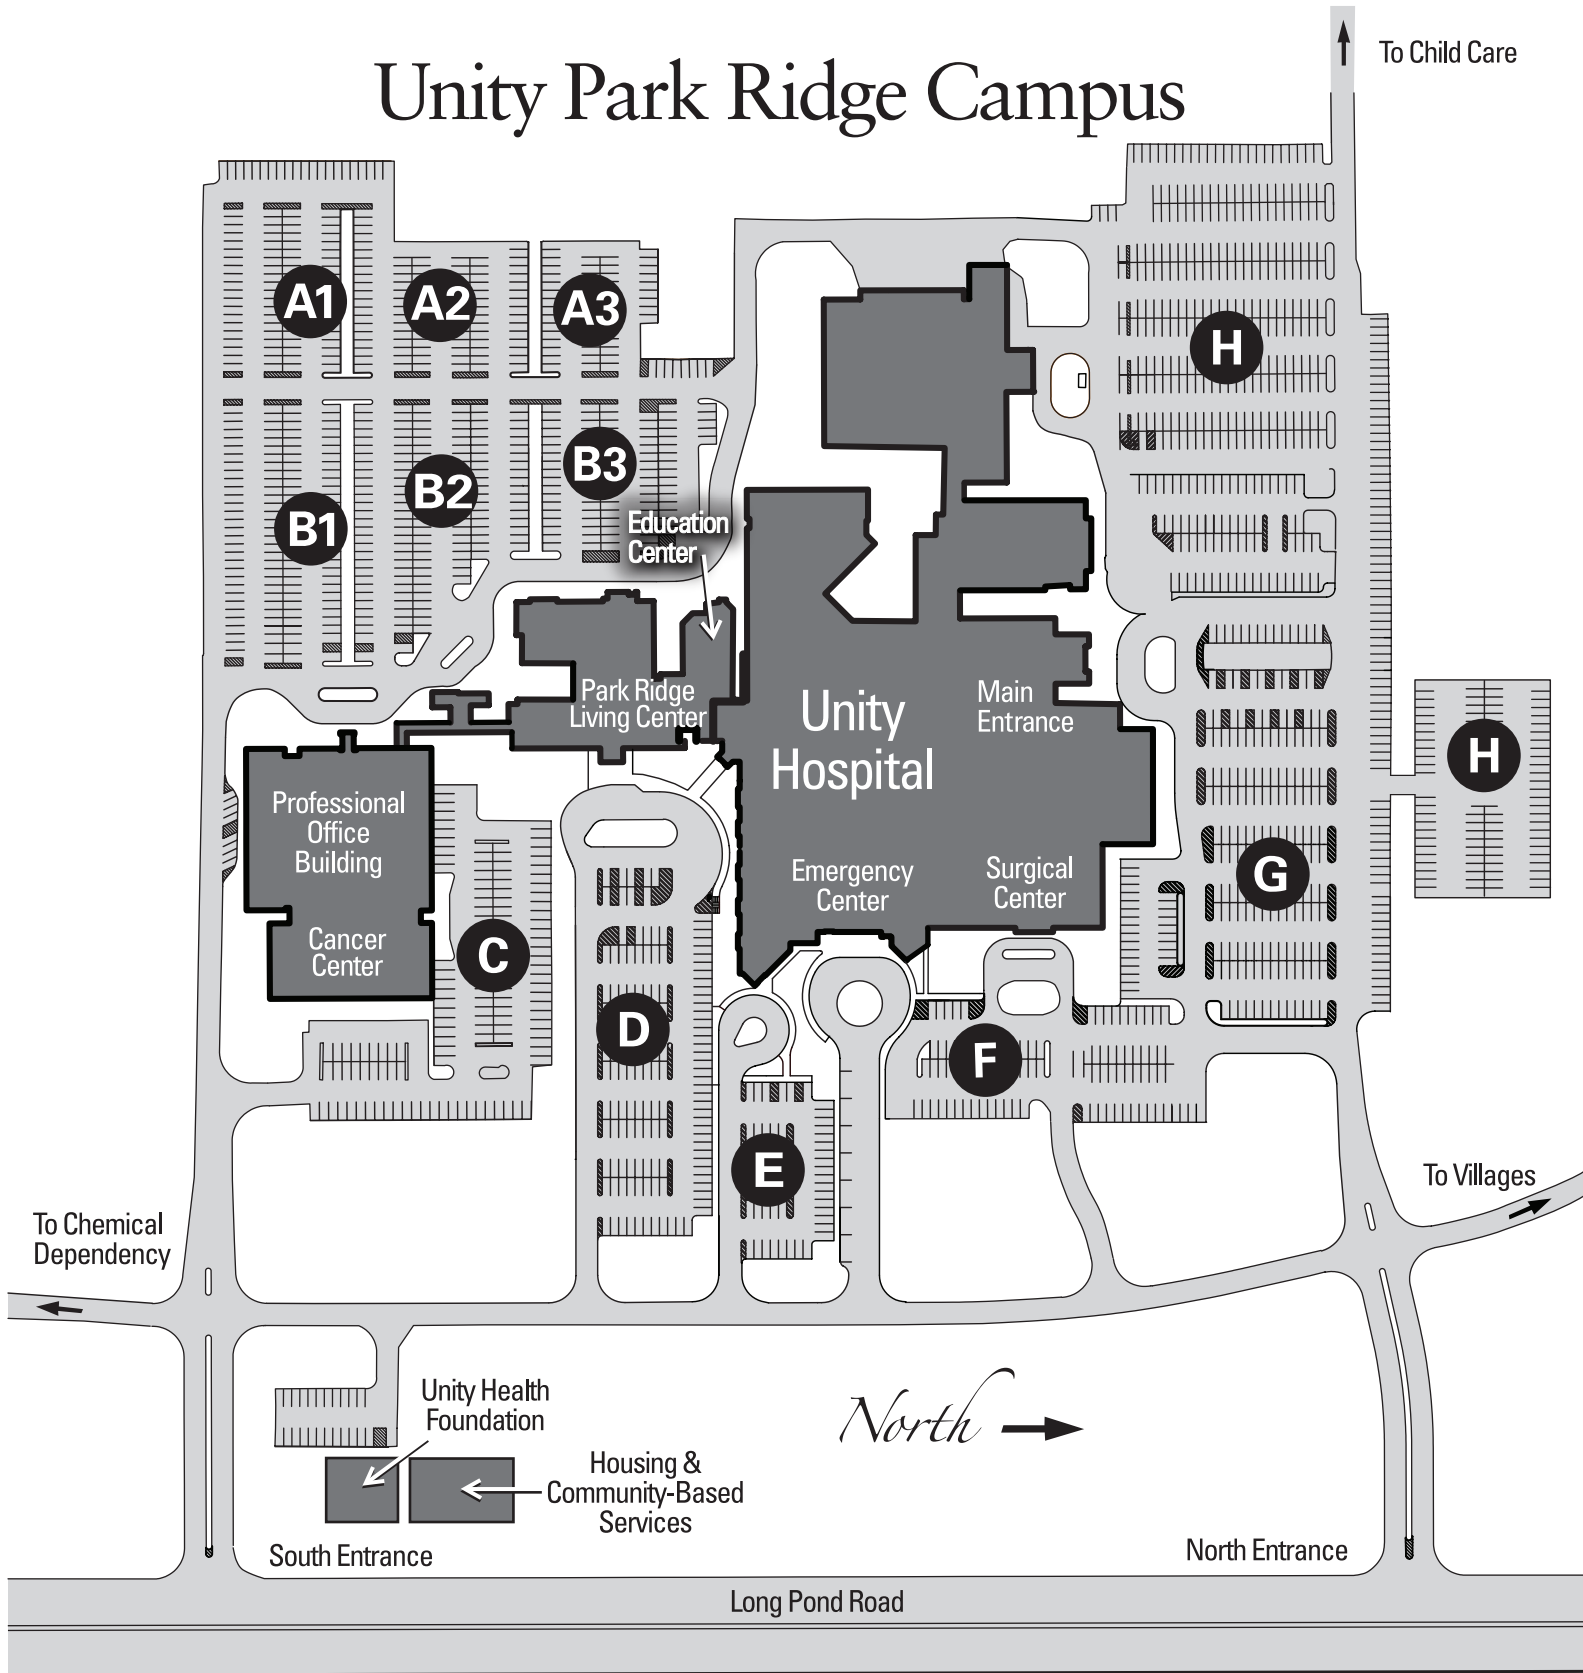 To Child Care
Unity Park Ridge Campus
A1
A2
A3
H
B1
B2
B3
Education
Center
Park Ridge
Living Center
Unity
Hospital
Main
Entrance
H
Professional
Office
Building
Cancer
Center
C
Emergency
Center
Surgical
Center
G
D
F
E
To Villages
To Chemical
Dependency
Unity Health
Foundation
North
Housing &
Community-Based
Services
South Entrance
North Entrance
Long Pond Road